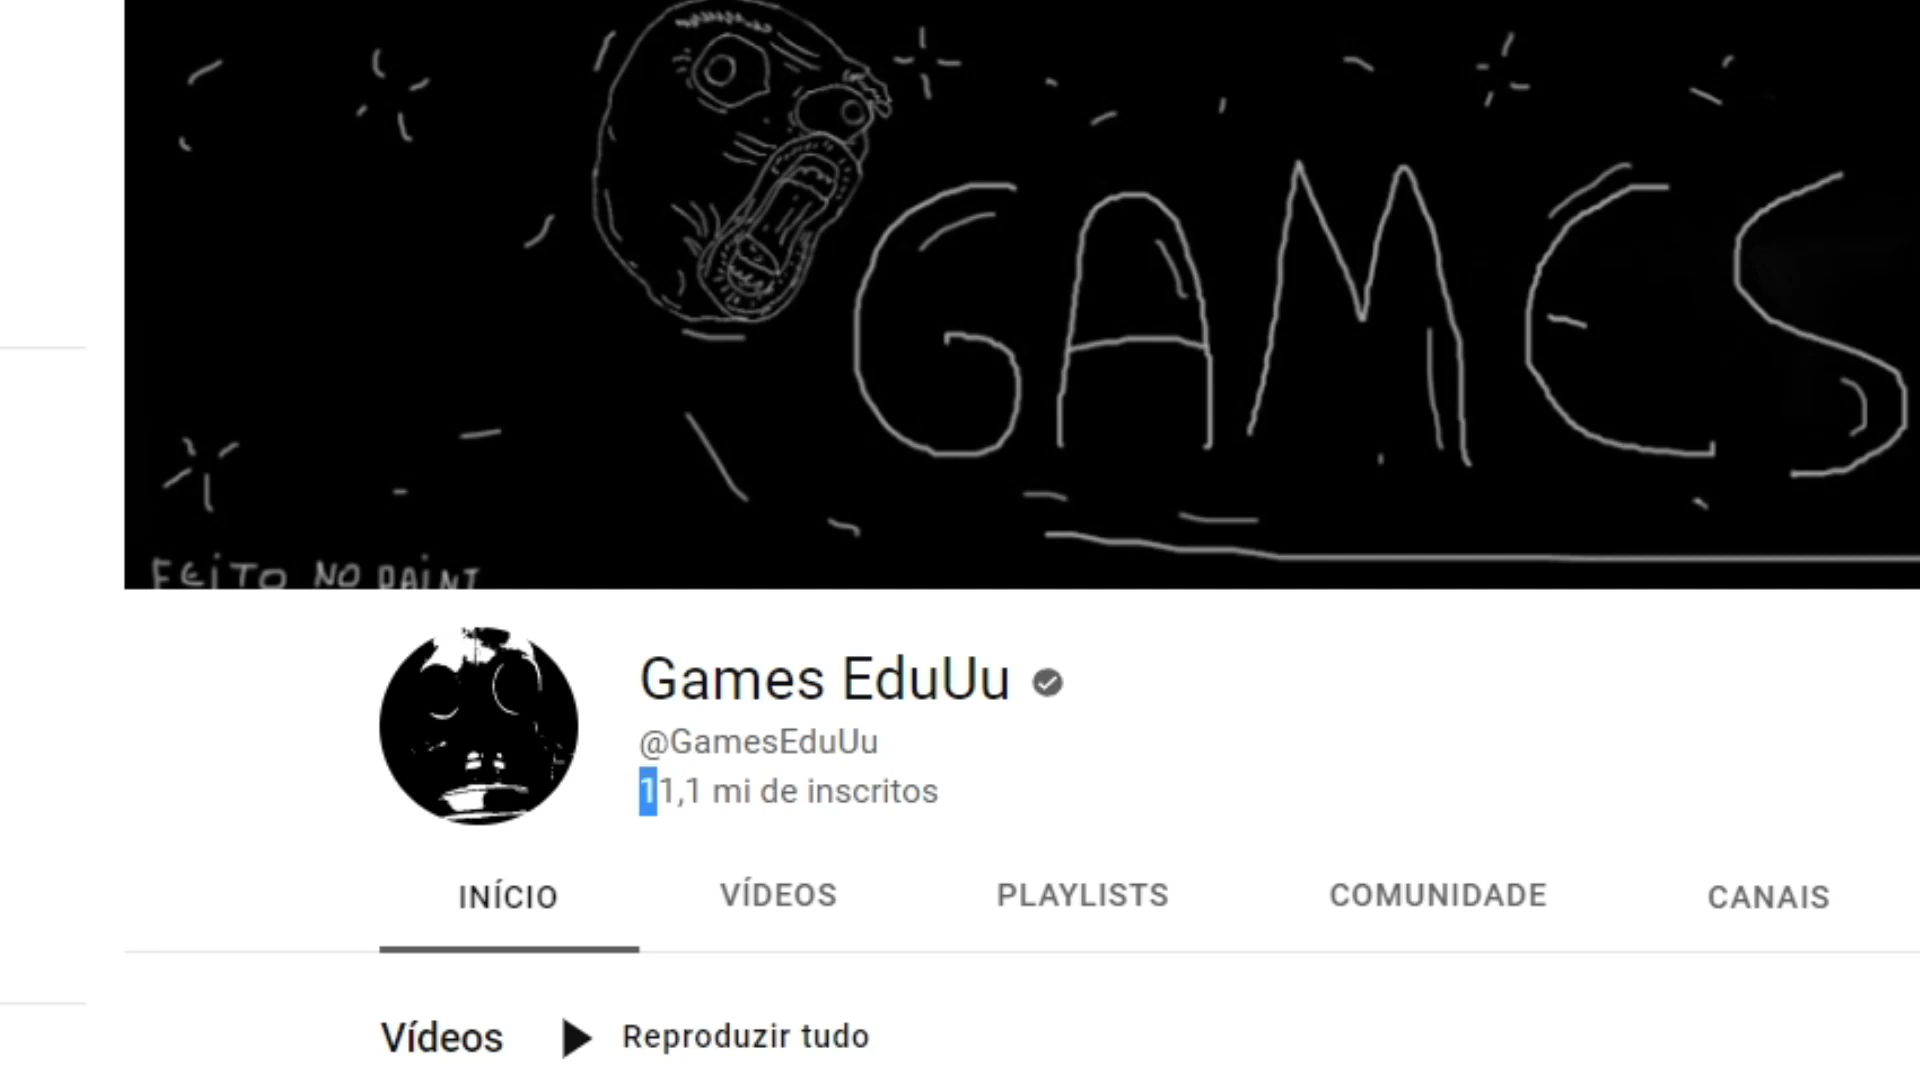 GAMES
FEiTO NO PAiNT
Games EduUu
@GamesEduUu
11,1 mi de inscritos
INÍCIO VÍDEOS PLAYLISTS COMUNIDADE CANAIS
Vídeos Reproduzir tudo